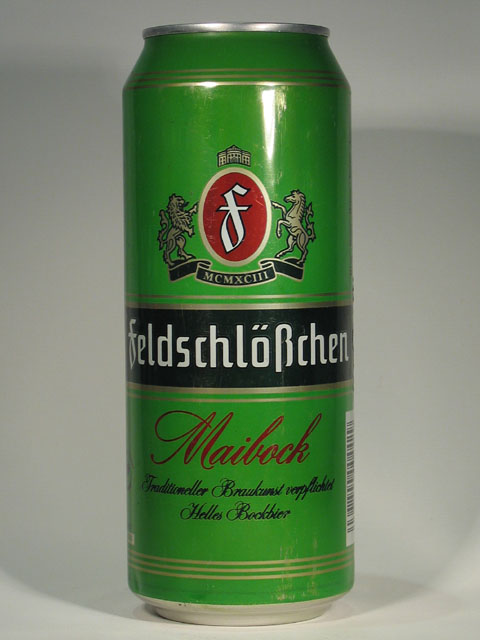 f
MCMXCIII
Feldschlößchen
Maibock
Traditioneller Braukunst verpflichtet
Helles Bockbier